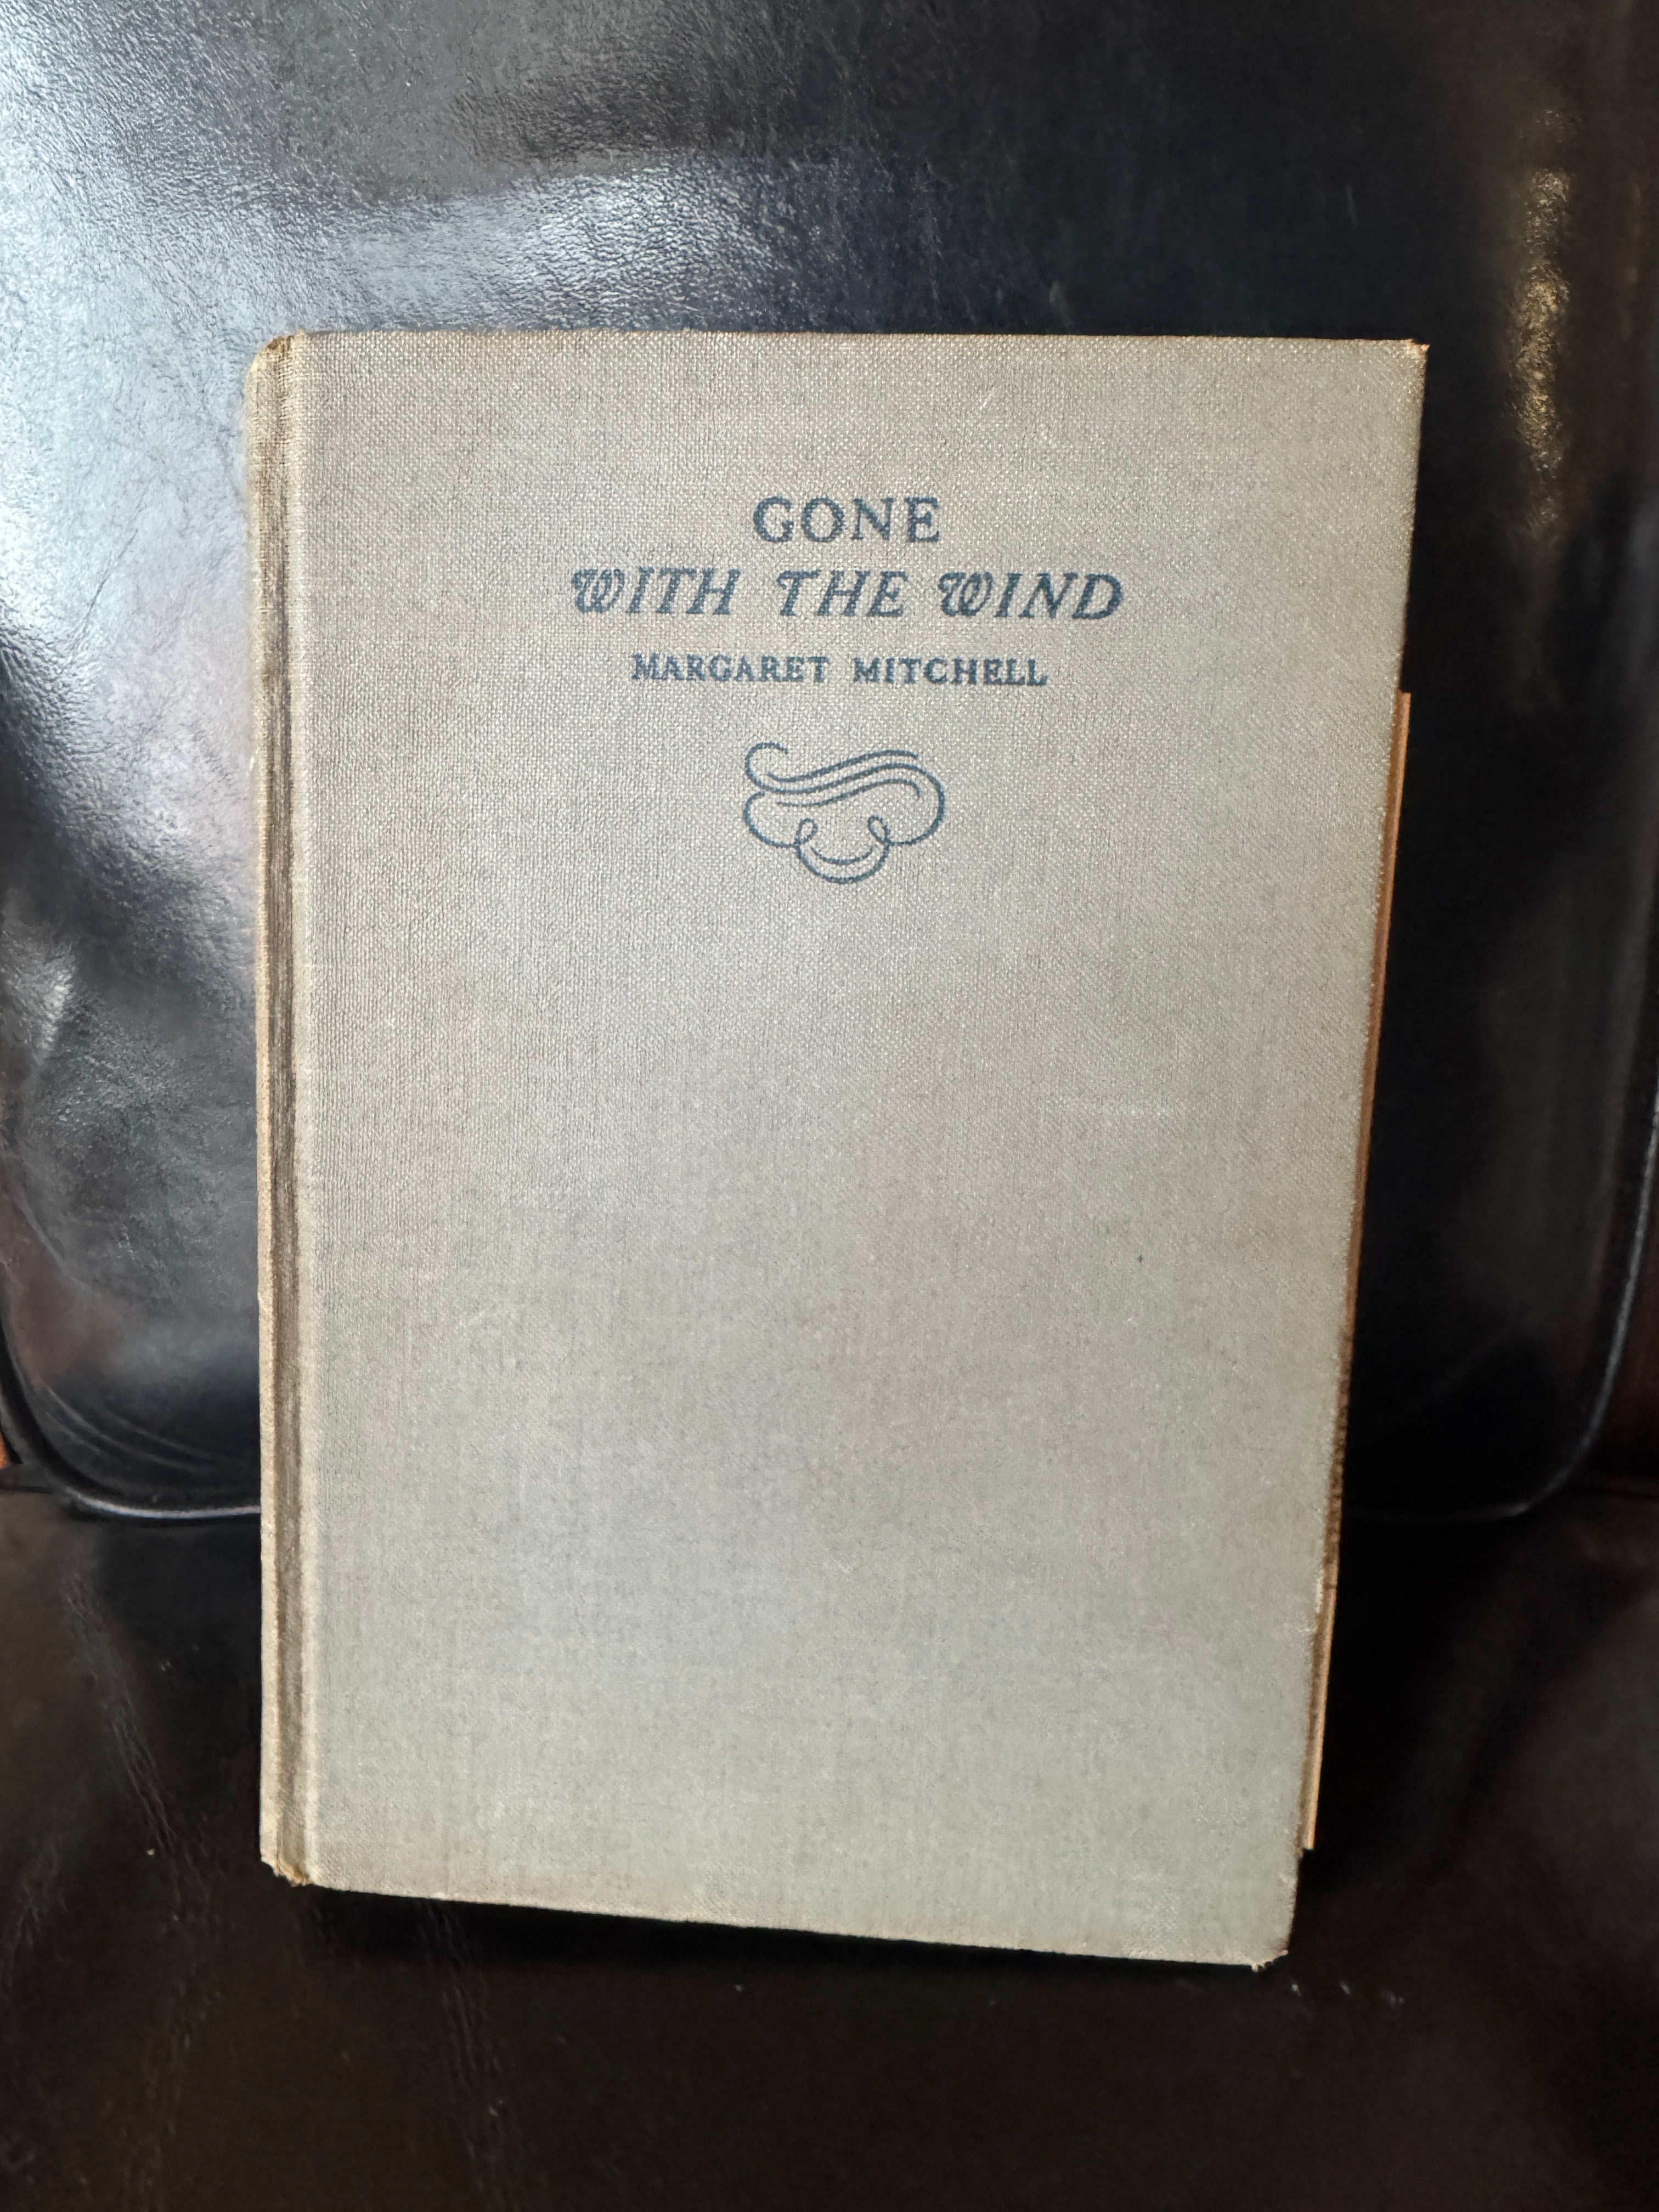 GONE
WITH THE WIND
MARGARET MITCHELL